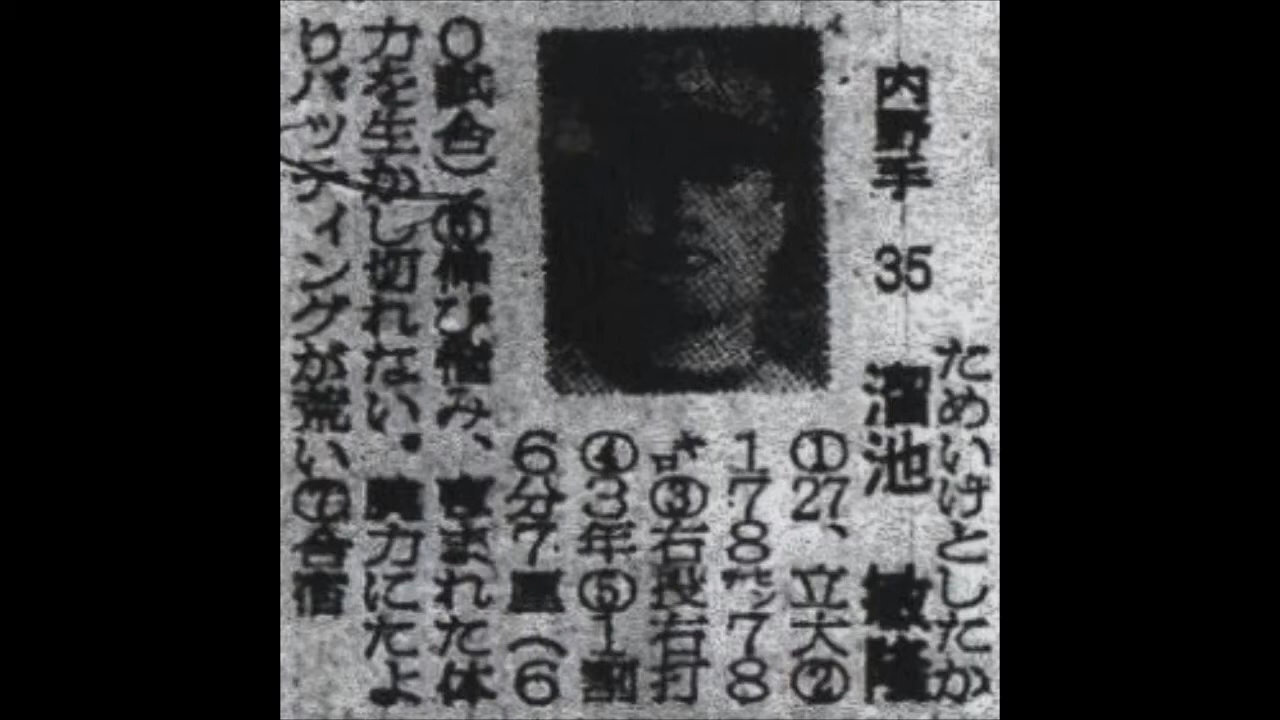 ためいけとしたか
内野手 35 溜池 敏隆
①27、立大②
178㌢78
㌔③右投右打
④3年⑤1割
6分7厘（6
0試合）⑥伸び悩み、恵まれた体
力を生かし切れない。腕力にたよ
りバッティングが荒い⑦合宿